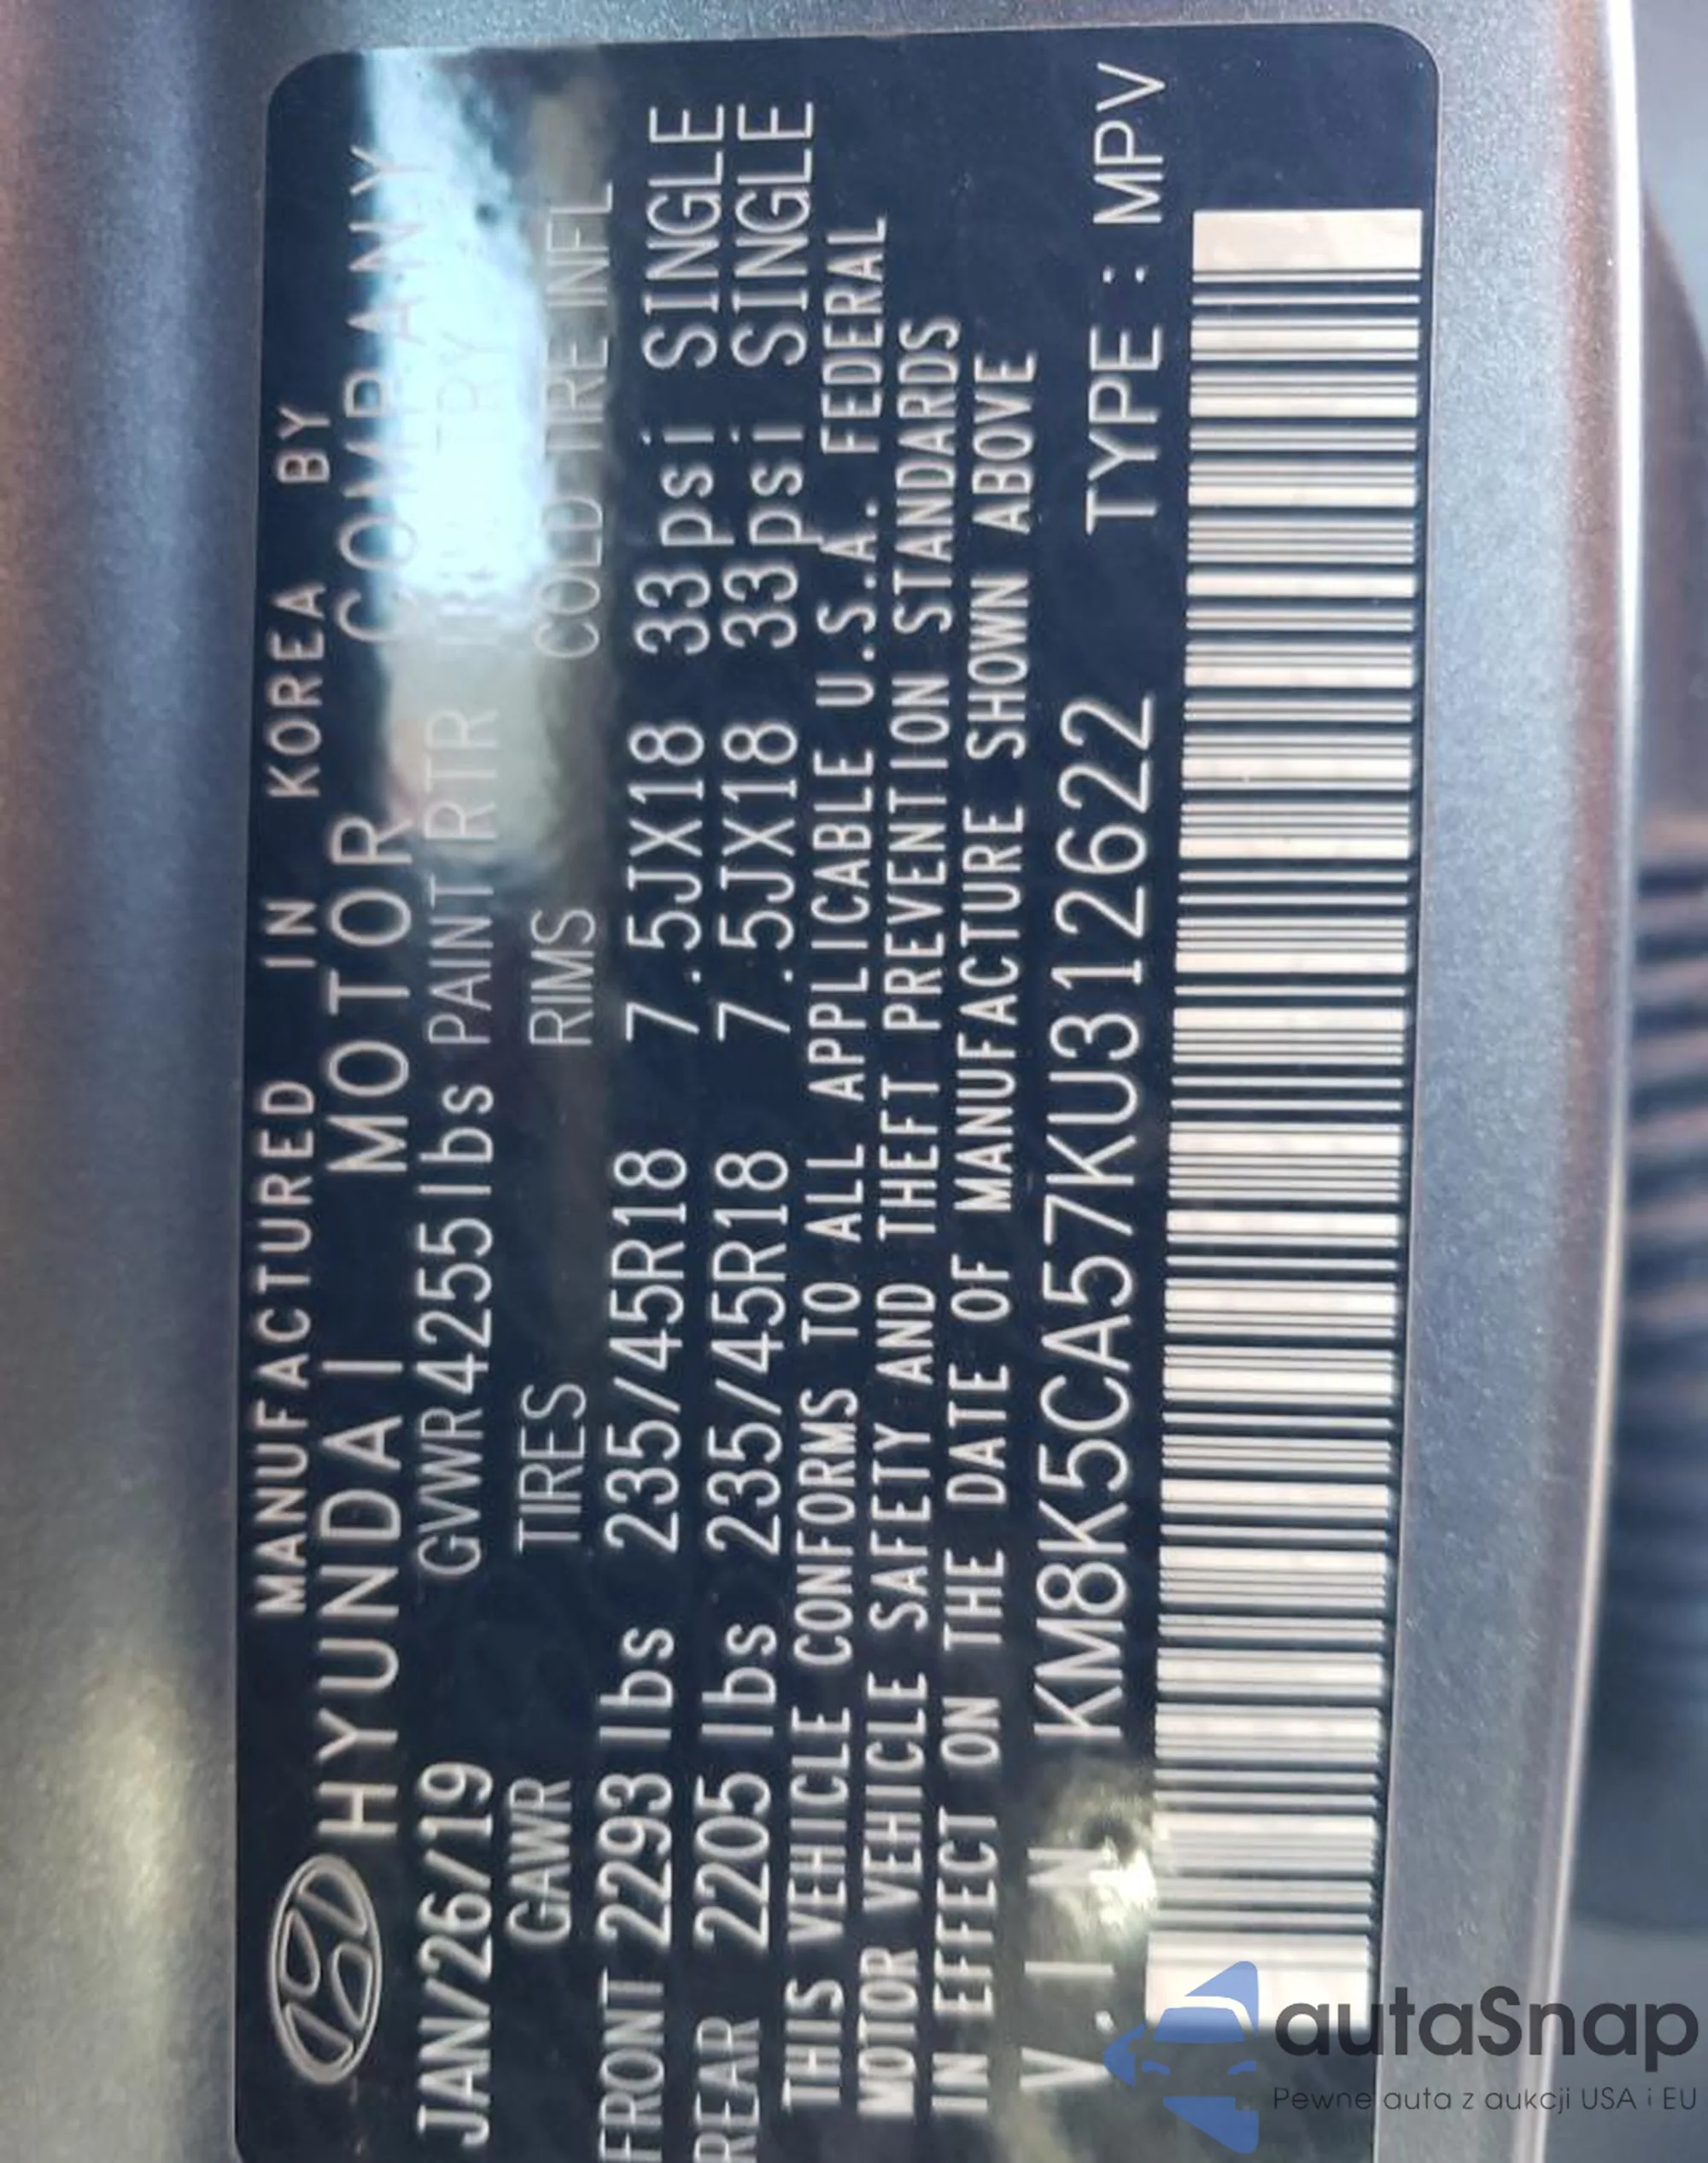 MANUFACTURED IN KOREA BY
HYUNDAI MOTOR COMPANY
JAN/26/19 GVWR 4255 lbs PAINT RTR
GAWR TIRES RIMS COLD TIRE INFL
FRONT 2293 lbs 235/45R18 7.5JX18 33psi SINGLE
REAR 2205 lbs 235/45R18 7.5JX18 33psi SINGLE
THIS VEHICLE CONFORMS TO ALL APPLICABLE U.S.A. FEDERAL
MOTOR VEHICLE SAFETY AND THEFT PREVENTION STANDARDS
IN EFFECT ON THE DATE OF MANUFACTURE SHOWN ABOVE
V.I.N KM8K5CA57KU312622 TYPE : MPV
autaSnap
Pewne auta z aukcji USA i EU